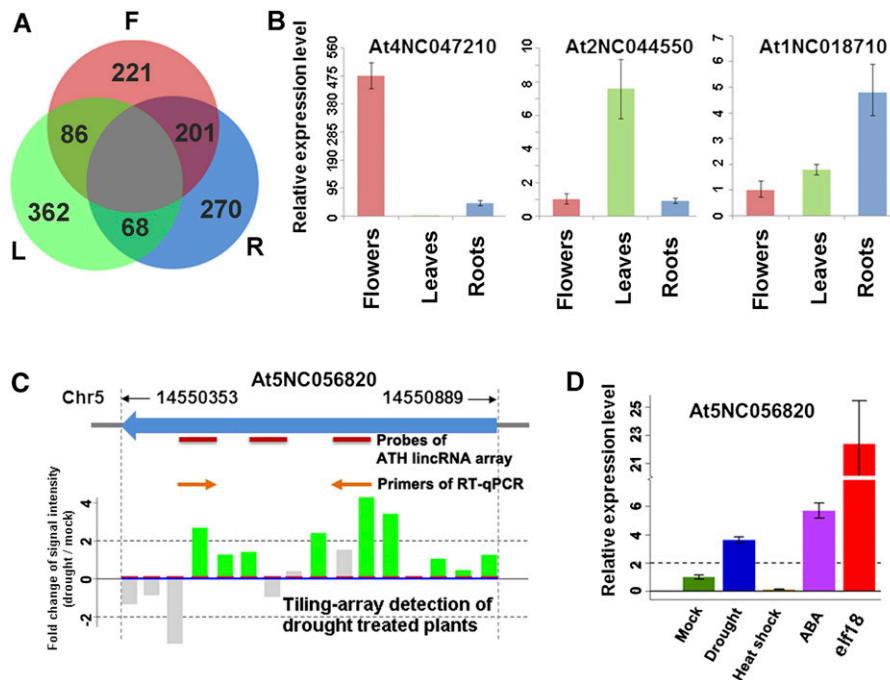 A
F
221
86
201
362
68
270
L
R
B
Relative expression level
At4NC047210
560
475
380
285
190
95
0
Flowers
Leaves
Roots
At2NC044550
10
8
6
4
2
0
Flowers
Leaves
Roots
At1NC018710
7
6
5
4
3
2
1
0
Flowers
Leaves
Roots
C
At5NC056820
Chr5
14550353
14550889
Probes of
ATH lincRNA array
Primers of RT-qPCR
Fold change of signal intensity
(drought / mock)
4
2
0
-2
Tiling-array detection of
drought treated plants
D
At5NC056820
Relative expression level
25
23
21
6
4
2
0
Mock
Drought
Heat shock
ABA
elf18